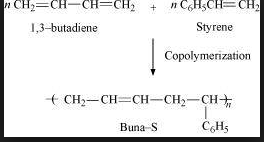 n CH₂=CH–CH=CH₂ + n C₆H₅CH=CH₂
1,3–butadiene Styrene
Copolymerization
–( CH₂–CH=CH–CH₂–CH–)ₙ
Buna–S C₆H₅